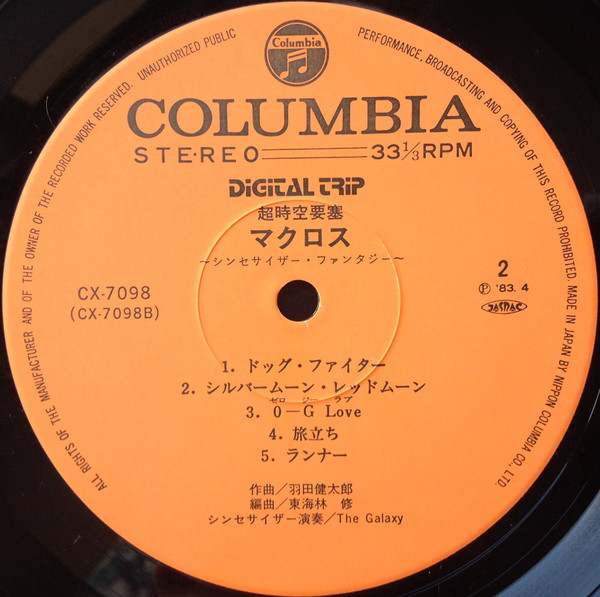 ALL RIGHTS OF THE MANUFACTURER AND OF THE OWNER OF THE RECORDED WORK RESERVED. UNAUTHORIZED PUBLIC PERFORMANCE, BROADCASTING AND COPYING OF THIS RECORD PROHIBITED. MADE IN JAPAN BY NIPPON COLUMBIA CO., LTD.
Columbia
COLUMBIA
STE·REO 33⅓RPM
DIGITAL TRIP
超時空要塞
マクロス
〜シンセサイザー・ファンタジー〜
CX-7098
(CX-7098B)
2
Ⓟ '83. 4
JASRAC
1. ドッグ・ファイター
2. シルバームーン・レッドムーン
ゼロ ジー ラブ
3. 0−G Love
4. 旅立ち
5. ランナー
作曲/羽田健太郎
編曲/東海林 修
シンセサイザー演奏/The Galaxy